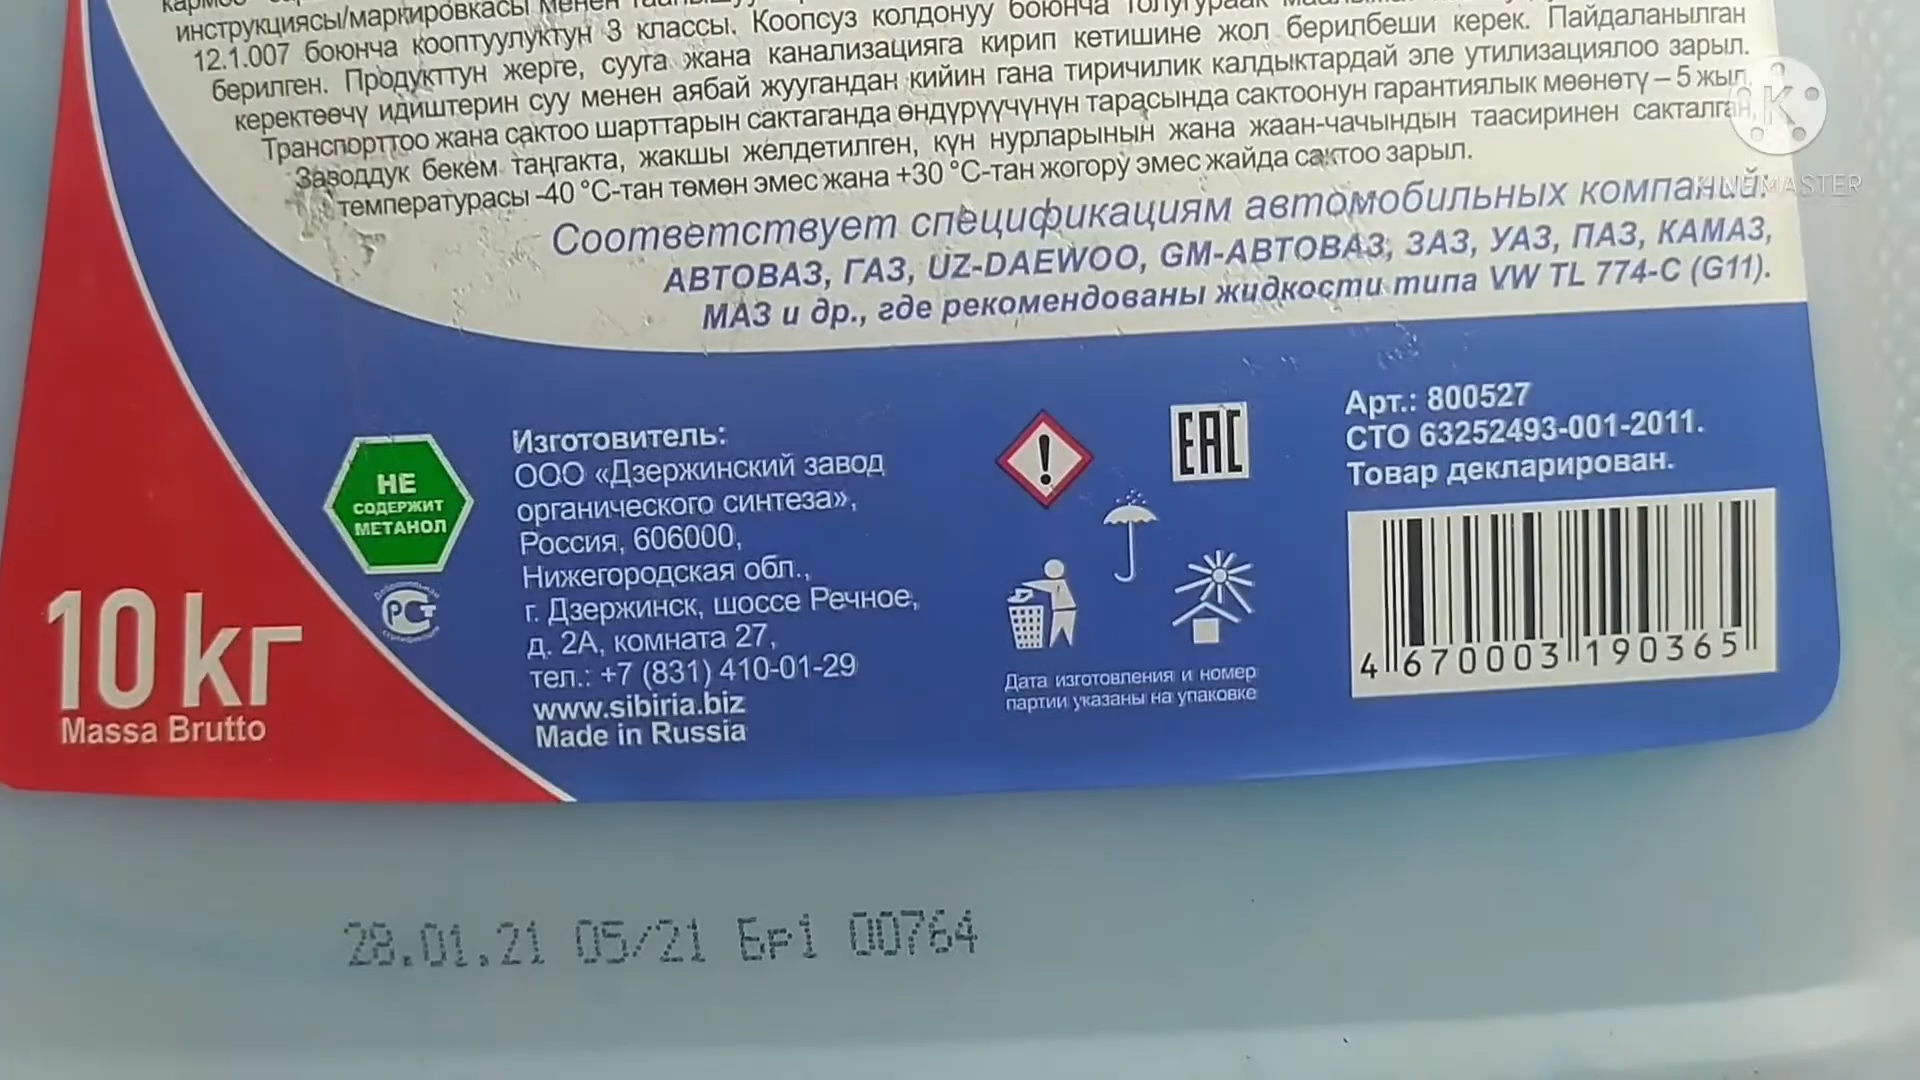 инструкциясы/маркировкасы менен
12.1.007 боюнча кооптуулуктун 3 классы. Коопсуз колдонуу боюнча толугураак
берилген. Продукттун жерге, сууга жана канализацияга кирип кетишине жол берилбеши керек. Пайдаланылган
керектөөчү идиштерин суу менен аябай жуугандан кийин гана тиричилик калдыктардай эле утилизациялоо зарыл.
Транспорттоо жана сактоо шарттарын сактаганда өндүрүүчүнүн тарасында сактоонун гарантиялык мөөнөтү – 5 жыл.
Заводдук бекем таңгакта, жакшы желдетилген, күн нурларынын жана жаан-чачындын таасиринен сакталган,
температурасы -40 °C-тан төмөн эмес жана +30 °C-тан жогору эмес жайда сактоо зарыл.
Соответствует спецификациям автомобильных компаний:
АВТОВАЗ, ГАЗ, UZ-DAEWOO, GM-АВТОВАЗ, ЗАЗ, УАЗ, ПАЗ, КАМАЗ,
МАЗ и др., где рекомендованы жидкости типа VW TL 774-C (G11).
НЕ
СОДЕРЖИТ
МЕТАНОЛ
РСТ
10 кг
Massa Brutto
Изготовитель:
ООО «Дзержинский завод
органического синтеза»,
Россия, 606000,
Нижегородская обл.,
г. Дзержинск, шоссе Речное,
д. 2А, комната 27,
тел.: +7 (831) 410-01-29
www.sibiria.biz
Made in Russia
EAC
Дата изготовления и номер
партии указаны на упаковке
Арт.: 800527
СТО 63252493-001-2011.
Товар декларирован.
4 670003 190365
28.01.21 05/21 Бр1 00764
KINEMASTER